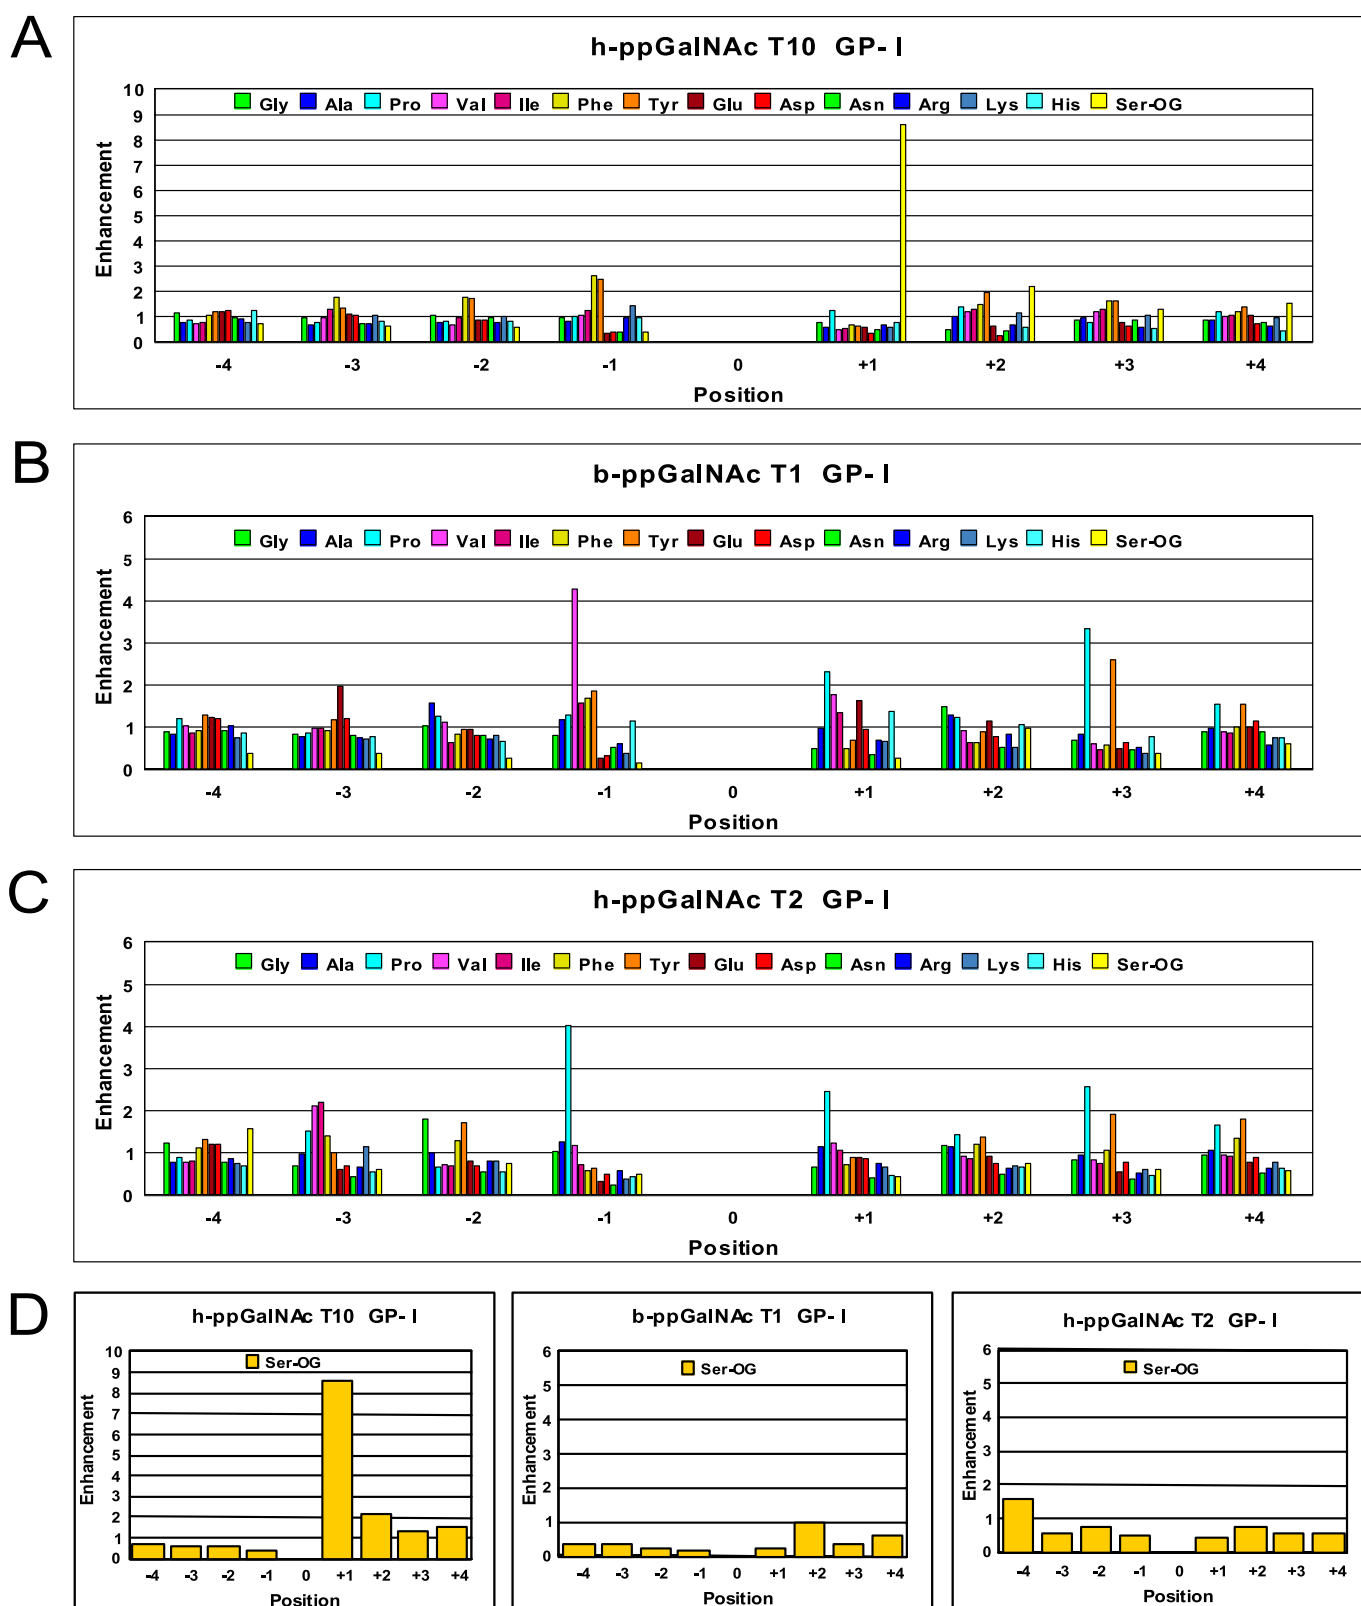 A
h-ppGalNAc T10 GP- I
10
9
8
7
6
5
4
3
2
1
0
Gly Ala Pro Val Ile Phe Tyr Glu Asp Asn Arg Lys His Ser-OG
Enhancement
-4 -3 -2 -1 0 +1 +2 +3 +4
Position
B
b-ppGalNAc T1 GP- I
6
5
4
3
2
1
0
Gly Ala Pro Val Ile Phe Tyr Glu Asp Asn Arg Lys His Ser-OG
Enhancement
-4 -3 -2 -1 0 +1 +2 +3 +4
Position
C
h-ppGalNAc T2 GP- I
6
5
4
3
2
1
0
Gly Ala Pro Val Ile Phe Tyr Glu Asp Asn Arg Lys His Ser-OG
Enhancement
-4 -3 -2 -1 0 +1 +2 +3 +4
Position
D
h-ppGalNAc T10 GP- I
10
9
8
7
6
5
4
3
2
1
0
Ser-OG
Enhancement
-4 -3 -2 -1 0 +1 +2 +3 +4
Position
b-ppGalNAc T1 GP- I
6
5
4
3
2
1
0
Ser-OG
Enhancement
-4 -3 -2 -1 0 +1 +2 +3 +4
Position
h-ppGalNAc T2 GP- I
6
5
4
3
2
1
0
Ser-OG
Enhancement
-4 -3 -2 -1 0 +1 +2 +3 +4
Position